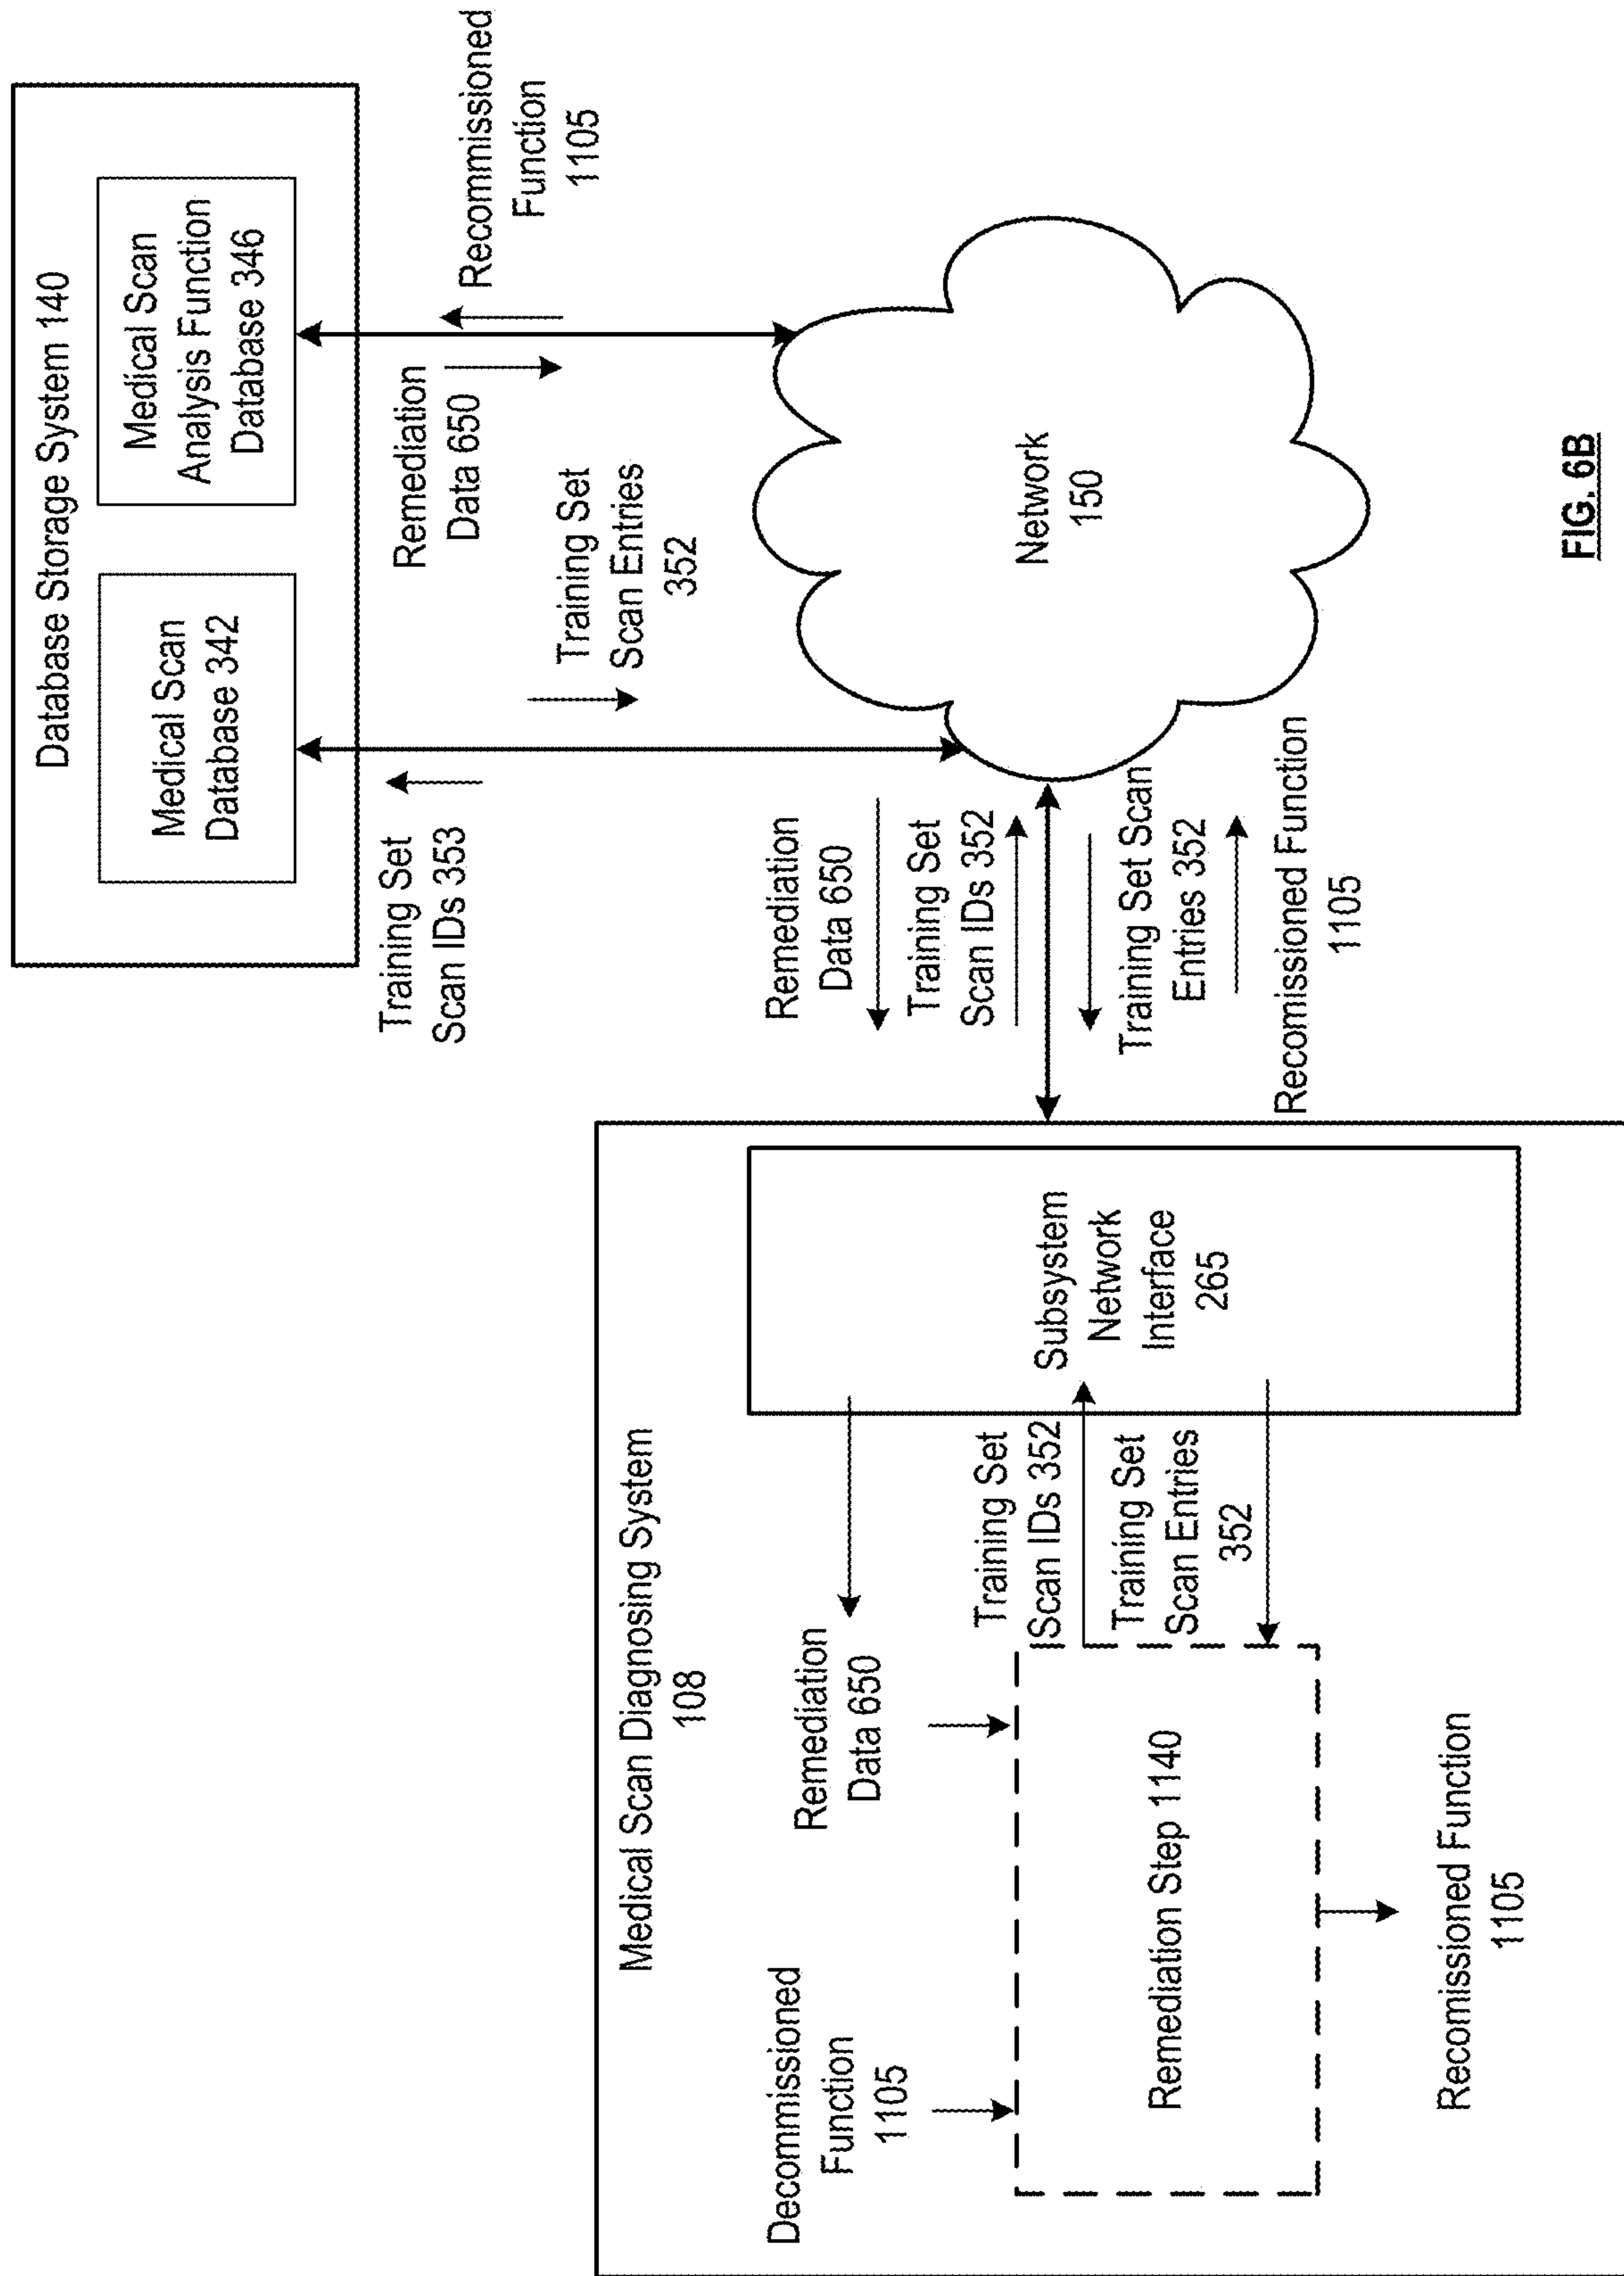 Database Storage System 140
Medical Scan
Database 342
Medical Scan
Analysis Function
Database 346
Training Set
Scan IDs 353
Training Set
Scan Entries
352
Remediation
Data 650
Recommissioned
Function
1105
Medical Scan Diagnosing System
108
Decommissioned
Function
1105
Remediation
Data 650
Remediation Step 1140
Training Set
Scan IDs 352
Training Set
Scan Entries
352
Subsystem
Network
Interface
265
Recomissioned Function
1105
Remediation
Data 650
Training Set
Scan IDs 352
Training Set Scan
Entries 352
Recomissioned Function
1105
Network
150
FIG. 6B